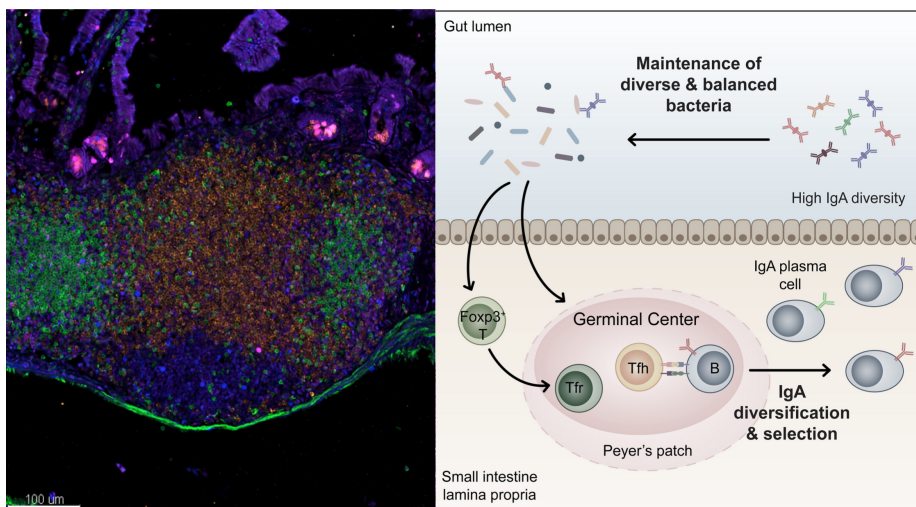 Gut lumen
Maintenance of
diverse & balanced
bacteria
High IgA diversity
IgA plasma
cell
Foxp3⁺
T
Germinal Center
Tfh
B
Tfr
IgA
diversification
& selection
Peyer's patch
Small intestine
lamina propria
100 um